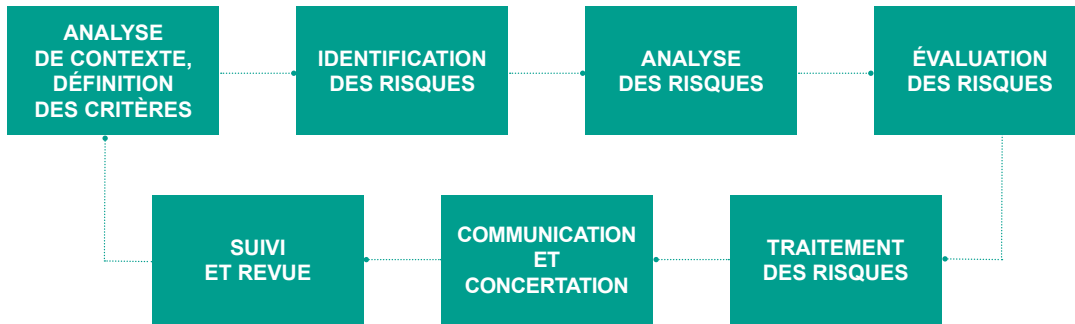 ANALYSE
DE CONTEXTE,
DÉFINITION
DES CRITÈRES
IDENTIFICATION
DES RISQUES
ANALYSE
DES RISQUES
ÉVALUATION
DES RISQUES
SUIVI
ET REVUE
COMMUNICATION
ET
CONCERTATION
TRAITEMENT
DES RISQUES